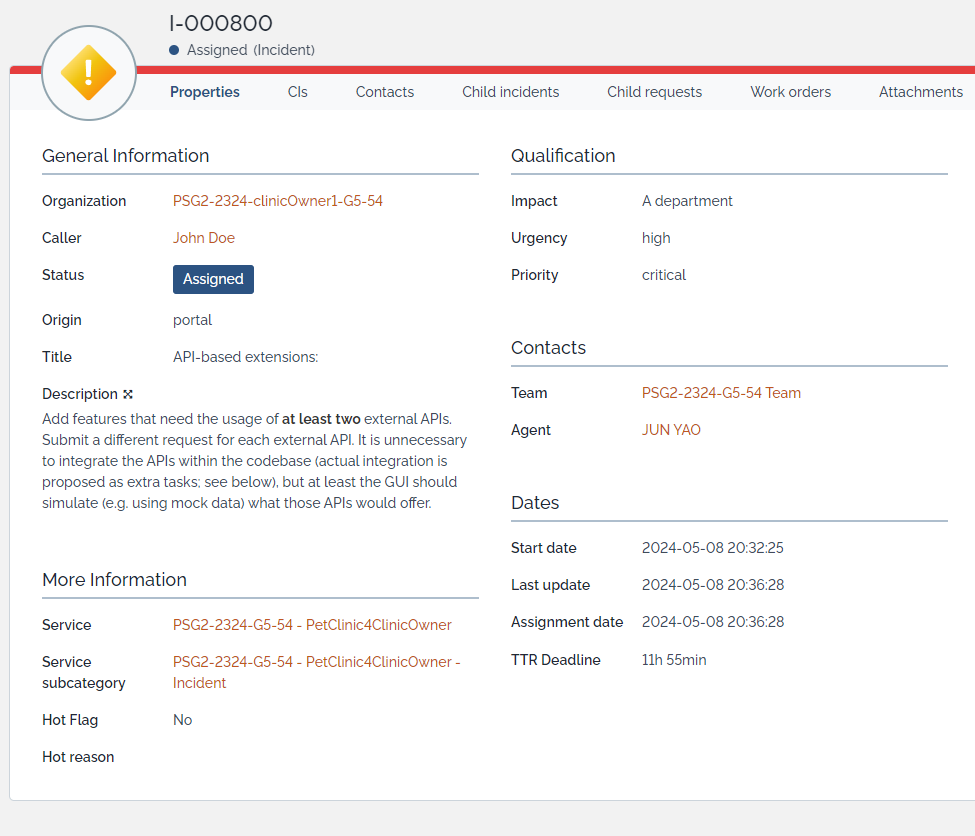 I-000800
Assigned (Incident)
Properties CIs Contacts Child incidents Child requests Work orders Attachments
General Information
Organization PSG2-2324-clinicOwner1-G5-54
Caller John Doe
Status Assigned
Origin portal
Title API-based extensions:
Description
Add features that need the usage of at least two external APIs.
Submit a different request for each external API. It is unnecessary
to integrate the APIs within the codebase (actual integration is
proposed as extra tasks; see below), but at least the GUI should
simulate (e.g. using mock data) what those APIs would offer.
More Information
Service PSG2-2324-G5-54 - PetClinic4ClinicOwner
Service PSG2-2324-G5-54 - PetClinic4ClinicOwner -
subcategory Incident
Hot Flag No
Hot reason
Qualification
Impact A department
Urgency high
Priority critical
Contacts
Team PSG2-2324-G5-54 Team
Agent JUN YAO
Dates
Start date 2024-05-08 20:32:25
Last update 2024-05-08 20:36:28
Assignment date 2024-05-08 20:36:28
TTR Deadline 11h 55min